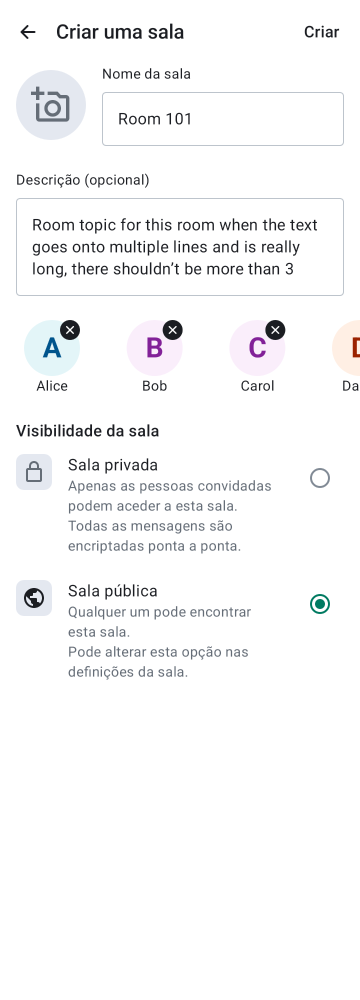 Criar uma sala
Criar
Nome da sala
Room 101
Descrição (opcional)
Room topic for this room when the text
goes onto multiple lines and is really
long, there shouldn’t be more than 3
A
B
C
Alice
Bob
Carol
Da
Visibilidade da sala
Sala privada
Apenas as pessoas convidadas
podem aceder a esta sala.
Todas as mensagens são
encriptadas ponta a ponta.
Sala pública
Qualquer um pode encontrar
esta sala.
Pode alterar esta opção nas
definições da sala.